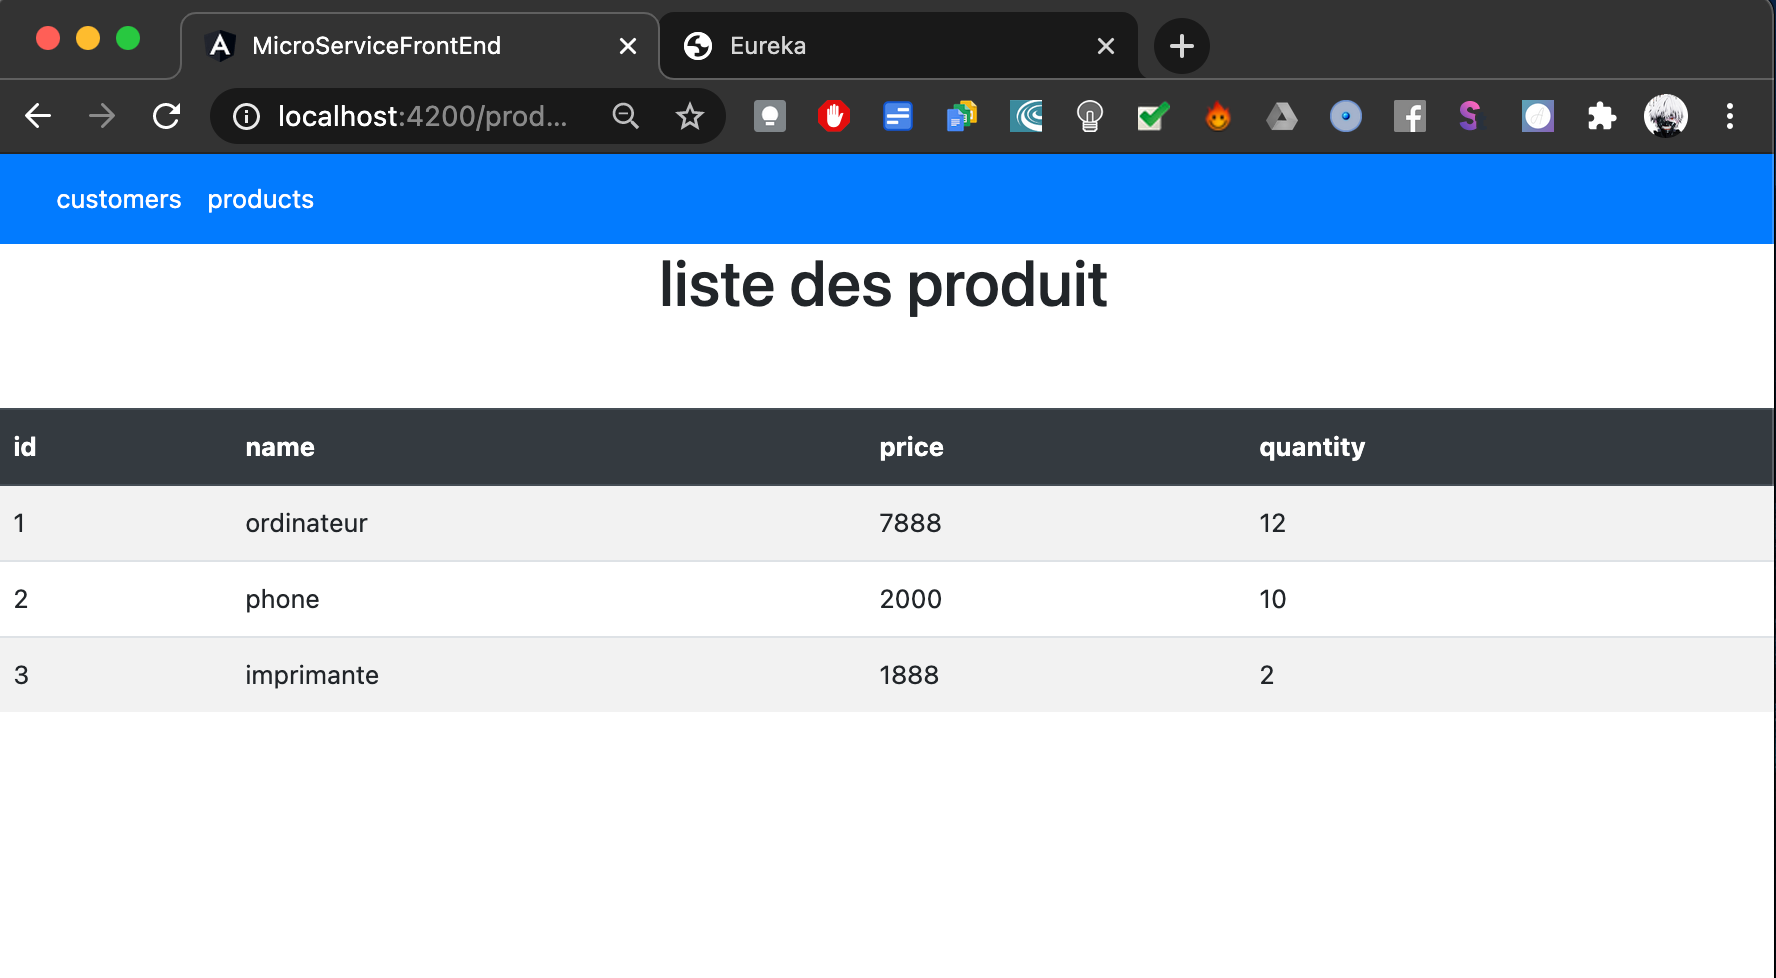 MicroServiceFrontEnd
Eureka
localhost:4200/prod...
customers products
liste des produit
id name price quantity
1 ordinateur 7888 12
2 phone 2000 10
3 imprimante 1888 2